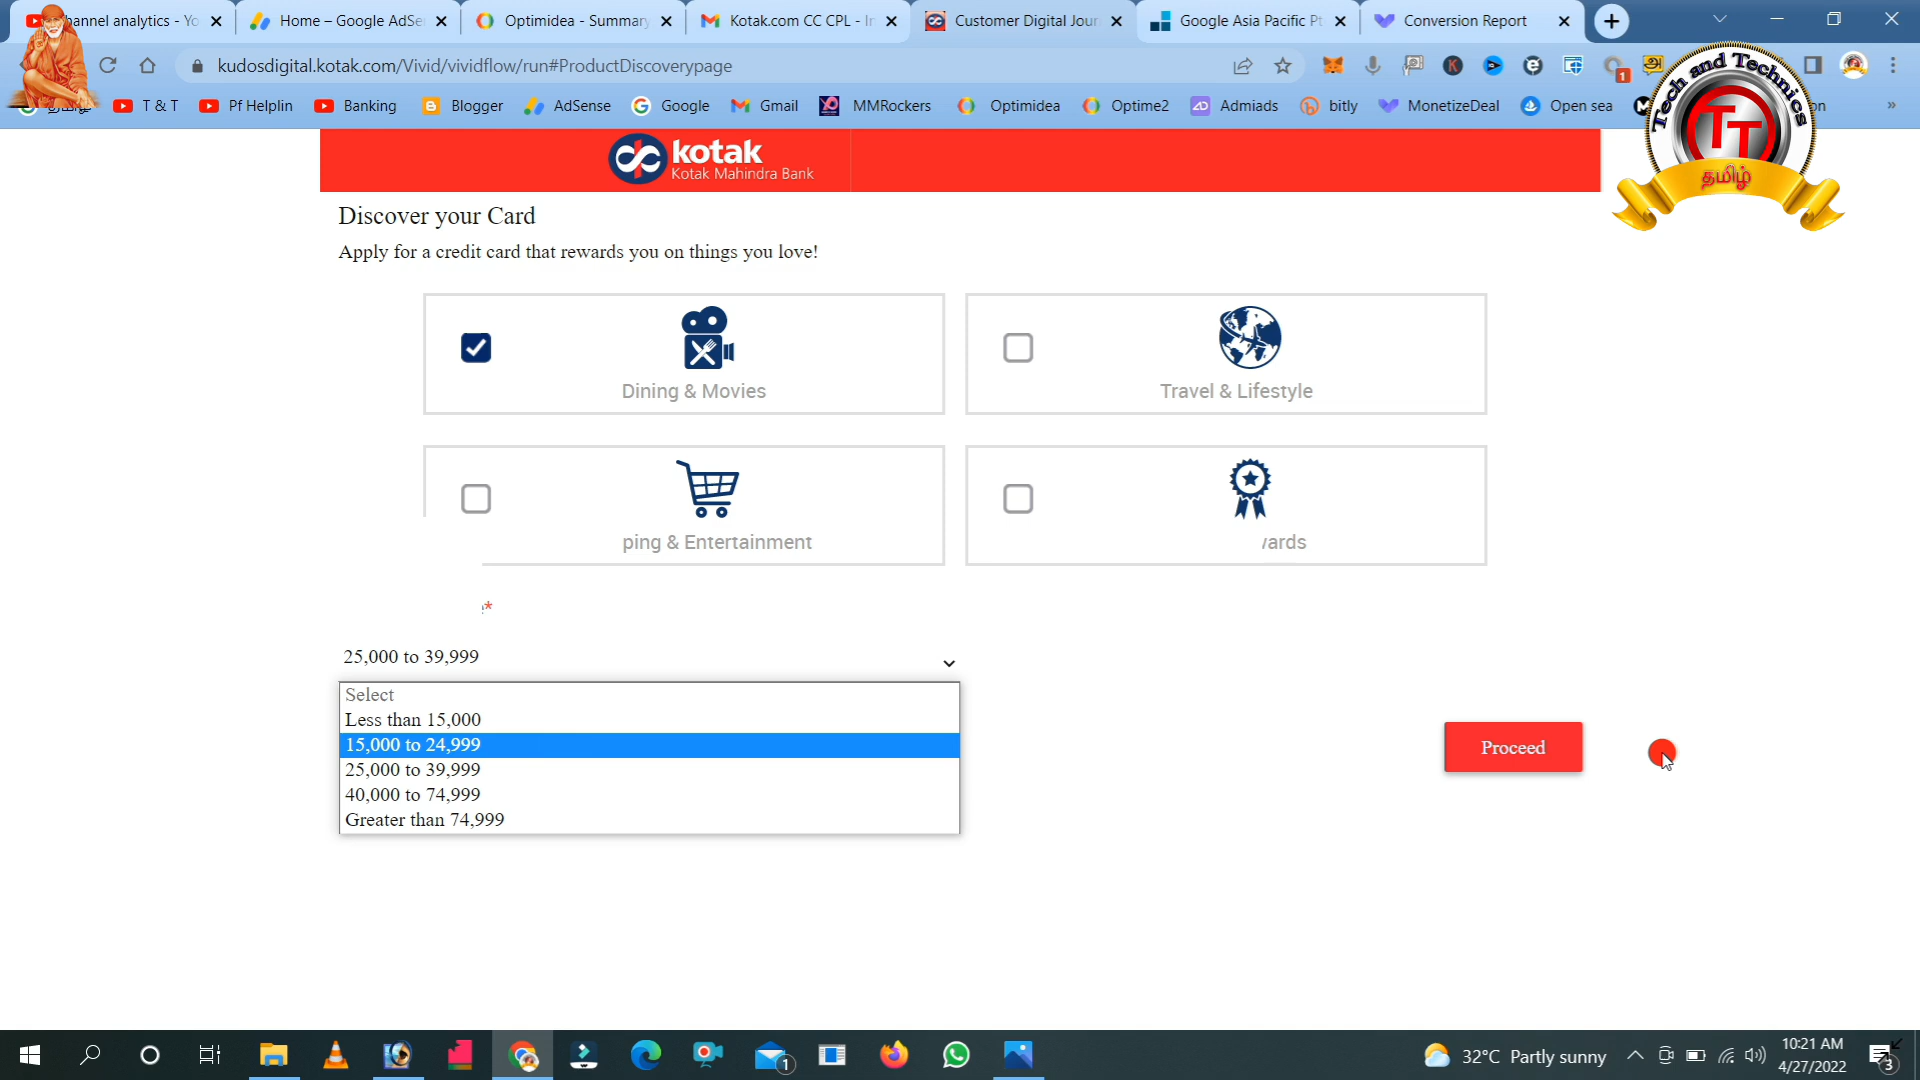 hannel analytics - Yo
Home – Google AdSe
Optimidea - Summary
Kotak.com CC CPL - In
Customer Digital Jour
Google Asia Pacific Pt
Conversion Report
kudosdigital.kotak.com/Vivid/vividflow/run#ProductDiscoverypage
T & T
Pf Helplin
Banking
Blogger
AdSense
Google
Gmail
MMRockers
Optimidea
Optime2
Admiads
bitly
MonetizeDeal
Open sea
Tech and Technics
TT
தமிழ்
kotak
Kotak Mahindra Bank
Discover your Card
Apply for a credit card that rewards you on things you love!
Dining & Movies
Travel & Lifestyle
ping & Entertainment
ards
*
25,000 to 39,999
Select
Less than 15,000
15,000 to 24,999
25,000 to 39,999
40,000 to 74,999
Greater than 74,999
Proceed
32°C Partly sunny
10:21 AM
4/27/2022